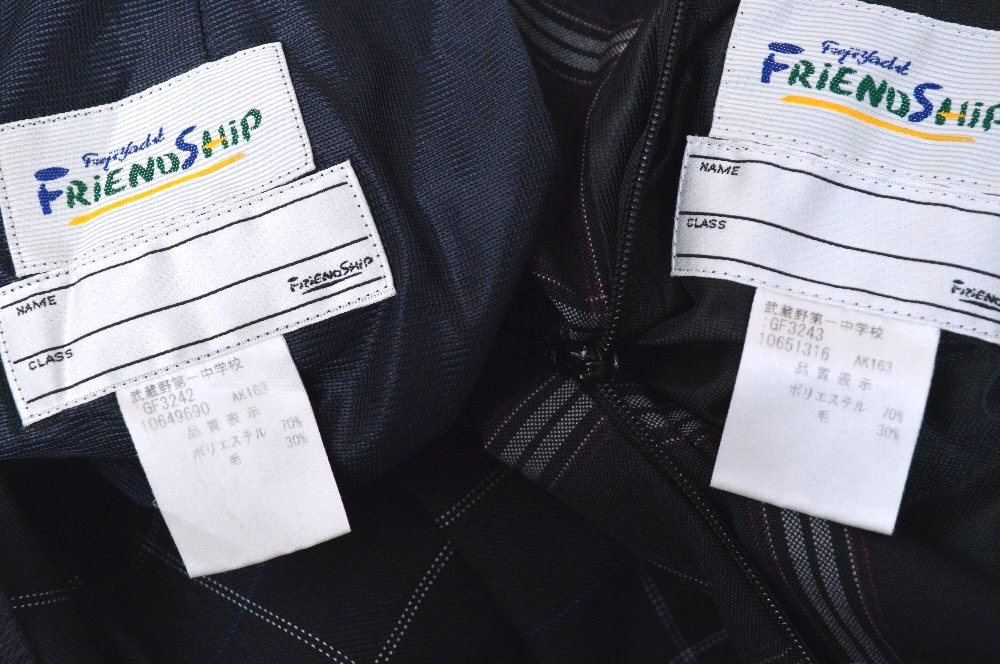 FujiYacht
FRiENDSHiP
NAME
CLASS
FRiENDSHiP
武蔵野第一中学校
GF3242
10649690 AK163
品質表示
ポリエステル 70%
毛 30%
FujiYacht
FRiENDSHiP
NAME
CLASS
FRiENDS
武蔵野第一中学校
GF3243
10651316 AK163
品質表示
ポリエステル 70%
毛 30%